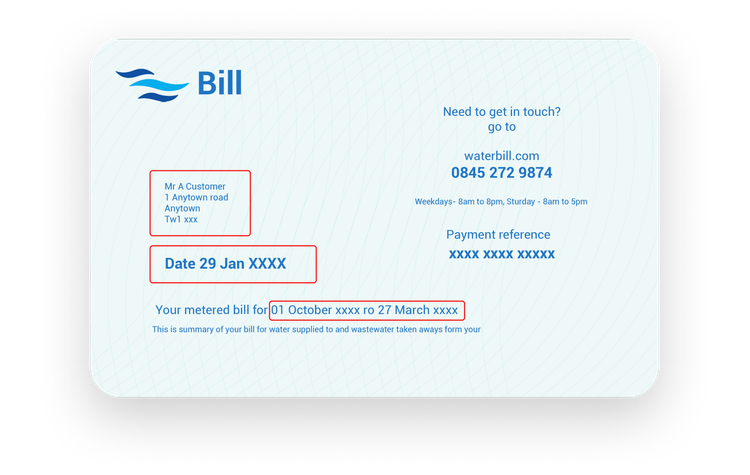 Bill
Need to get in touch?
go to
waterbill.com
0845 272 9874
Weekdays- 8am to 8pm, Sturday - 8am to 5pm
Payment reference
xxxx xxxx xxxxx
Mr A Customer
1 Anytown road
Anytown
Tw1 xxx
Date 29 Jan XXXX
Your metered bill for 01 October xxxx ro 27 March xxxx
This is summary of your bill for water supplied to and wastewater taken aways form your